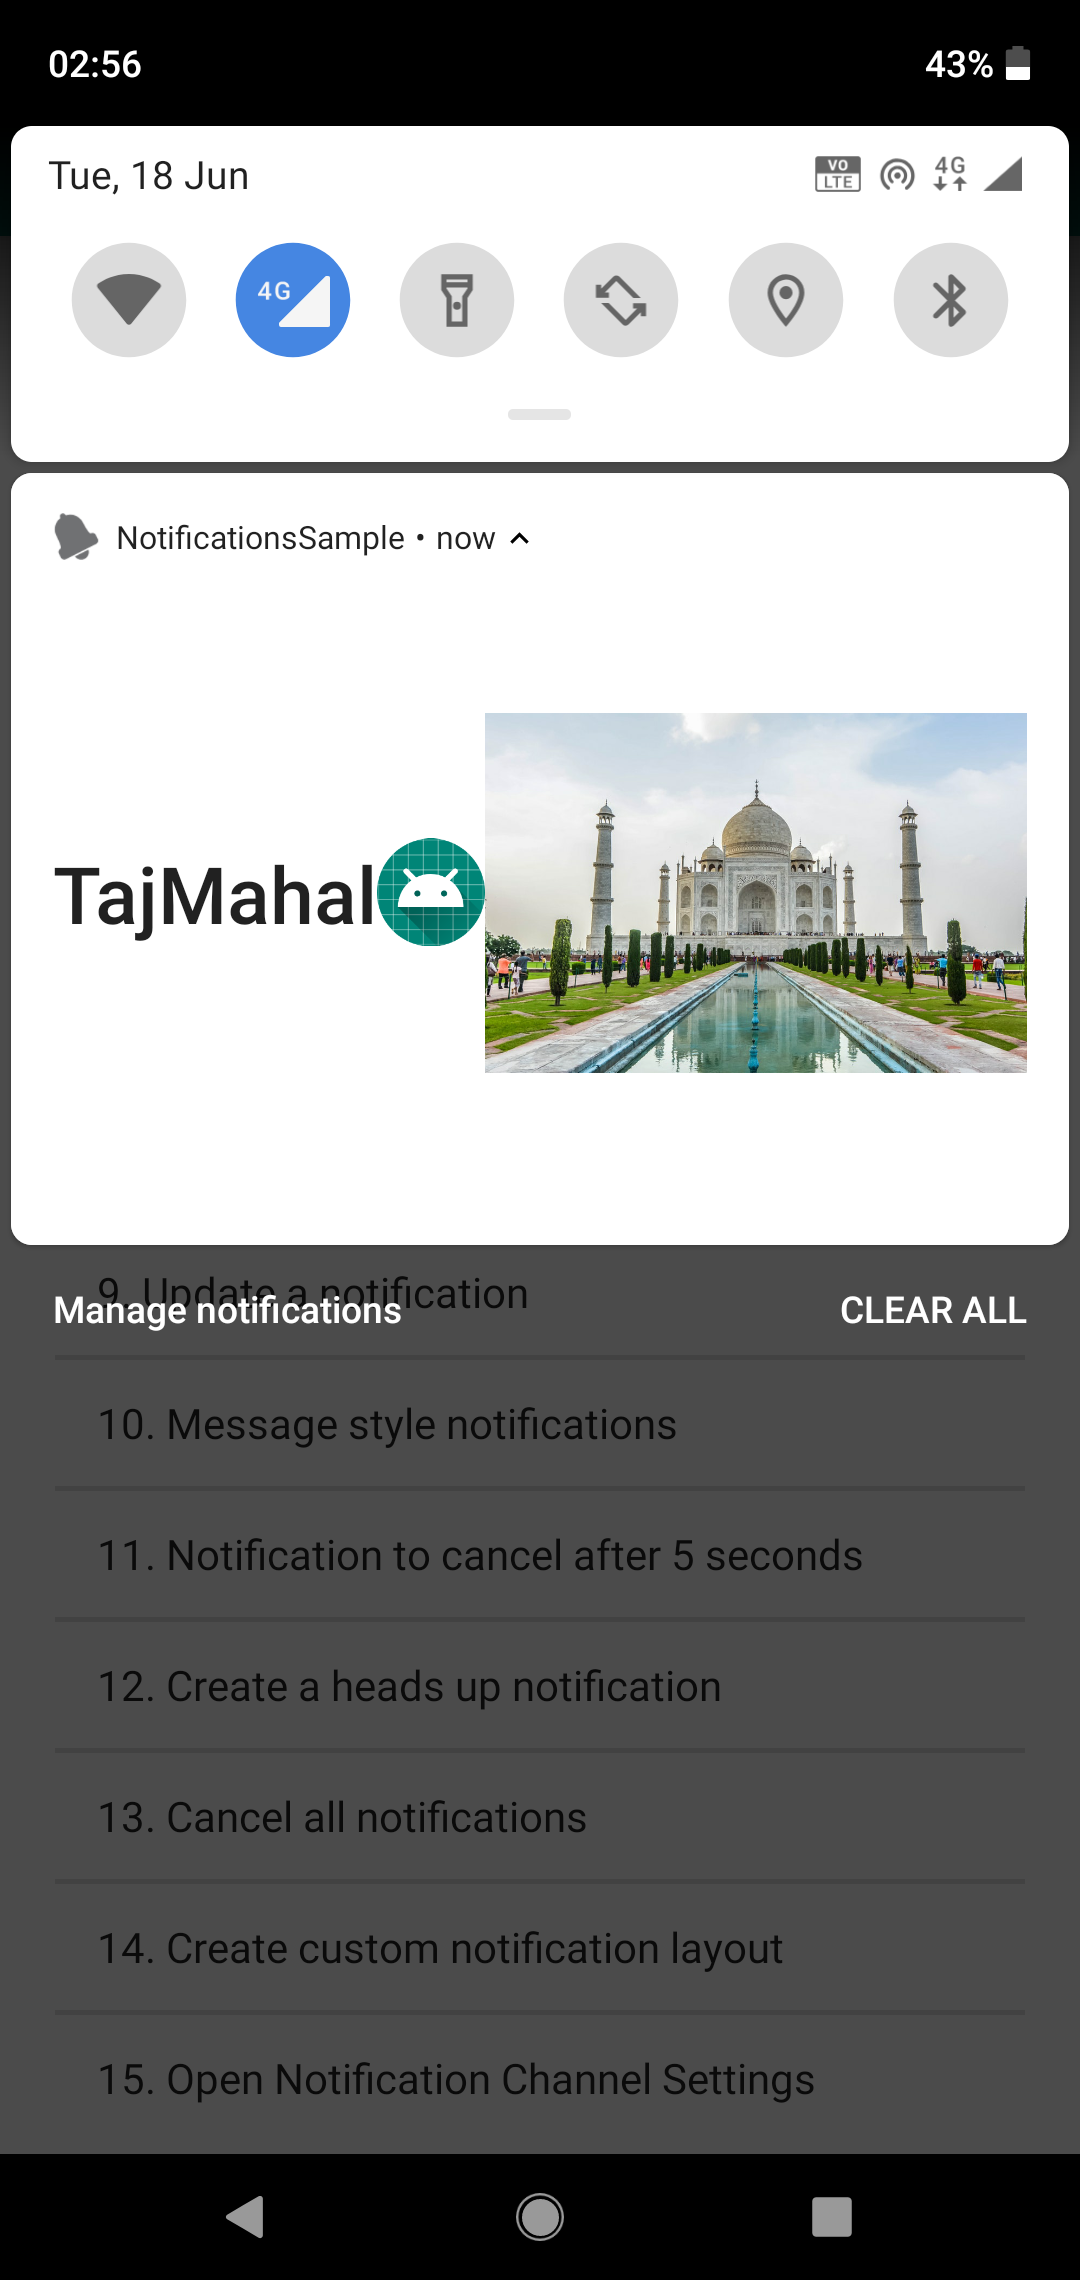 02:56 43%
Tue, 18 Jun VO LTE 4G
4G
NotificationsSample • now
TajMahal
9. Update a notification
Manage notifications CLEAR ALL
10. Message style notifications
11. Notification to cancel after 5 seconds
12. Create a heads up notification
13. Cancel all notifications
14. Create custom notification layout
15. Open Notification Channel Settings